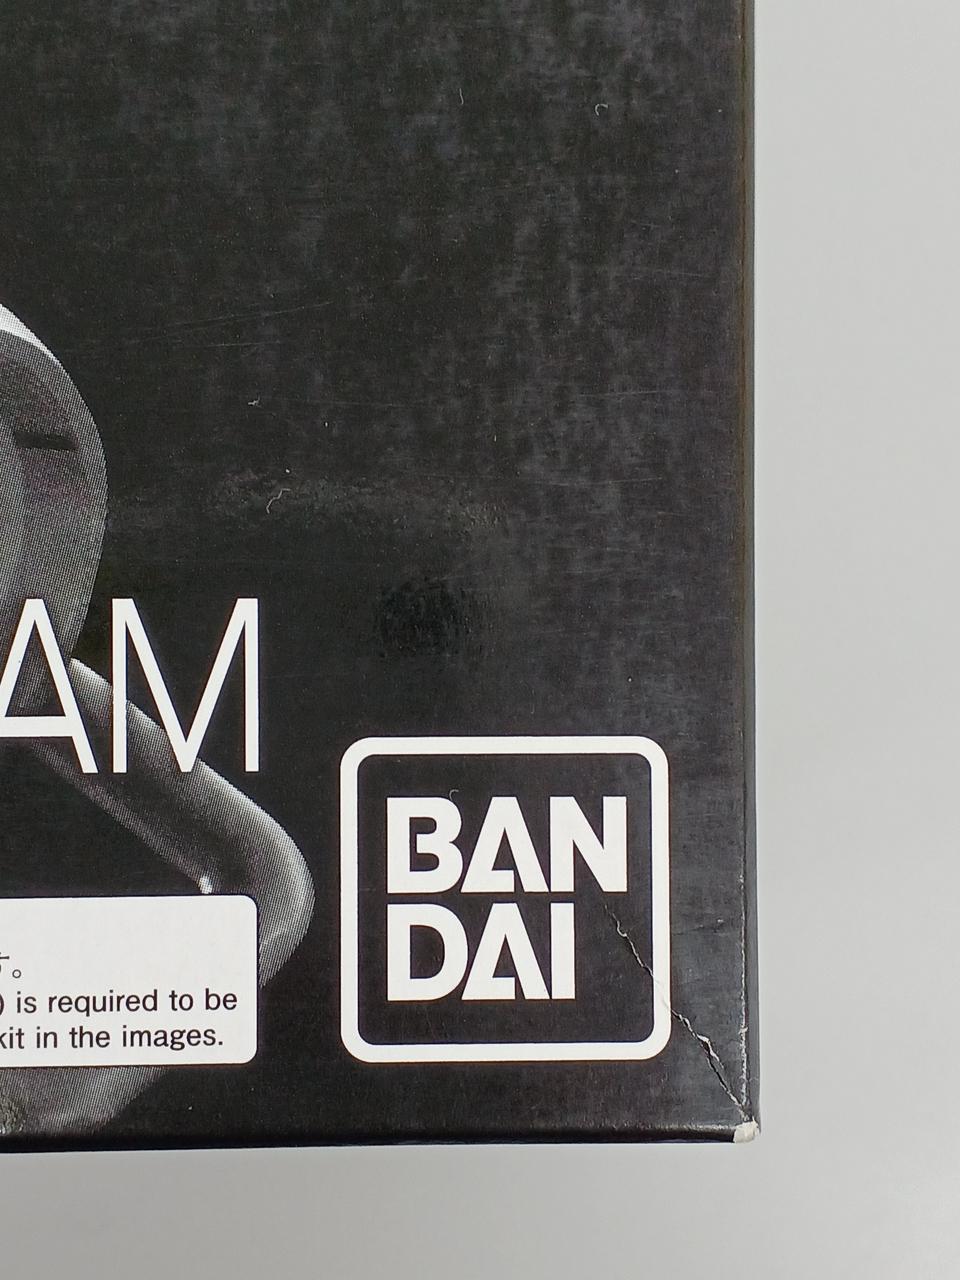 AM
BAN
DAI
す。
) is required to be
kit in the images.